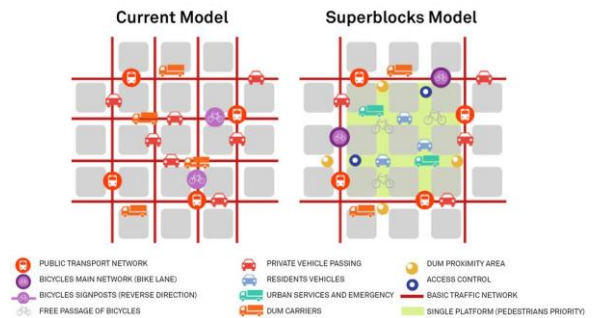 Current Model
Superblocks Model
PUBLIC TRANSPORT NETWORK
BICYCLES MAIN NETWORK (BIKE LANE)
BICYCLES SIGNPOSTS (REVERSE DIRECTION)
FREE PASSAGE OF BICYCLES
PRIVATE VEHICLE PASSING
RESIDENTS VEHICLES
URBAN SERVICES AND EMERGENCY
DUM CARRIERS
DUM PROXIMITY AREA
ACCESS CONTROL
BASIC TRAFFIC NETWORK
SINGLE PLATFORM (PEDESTRIANS PRIORITY)